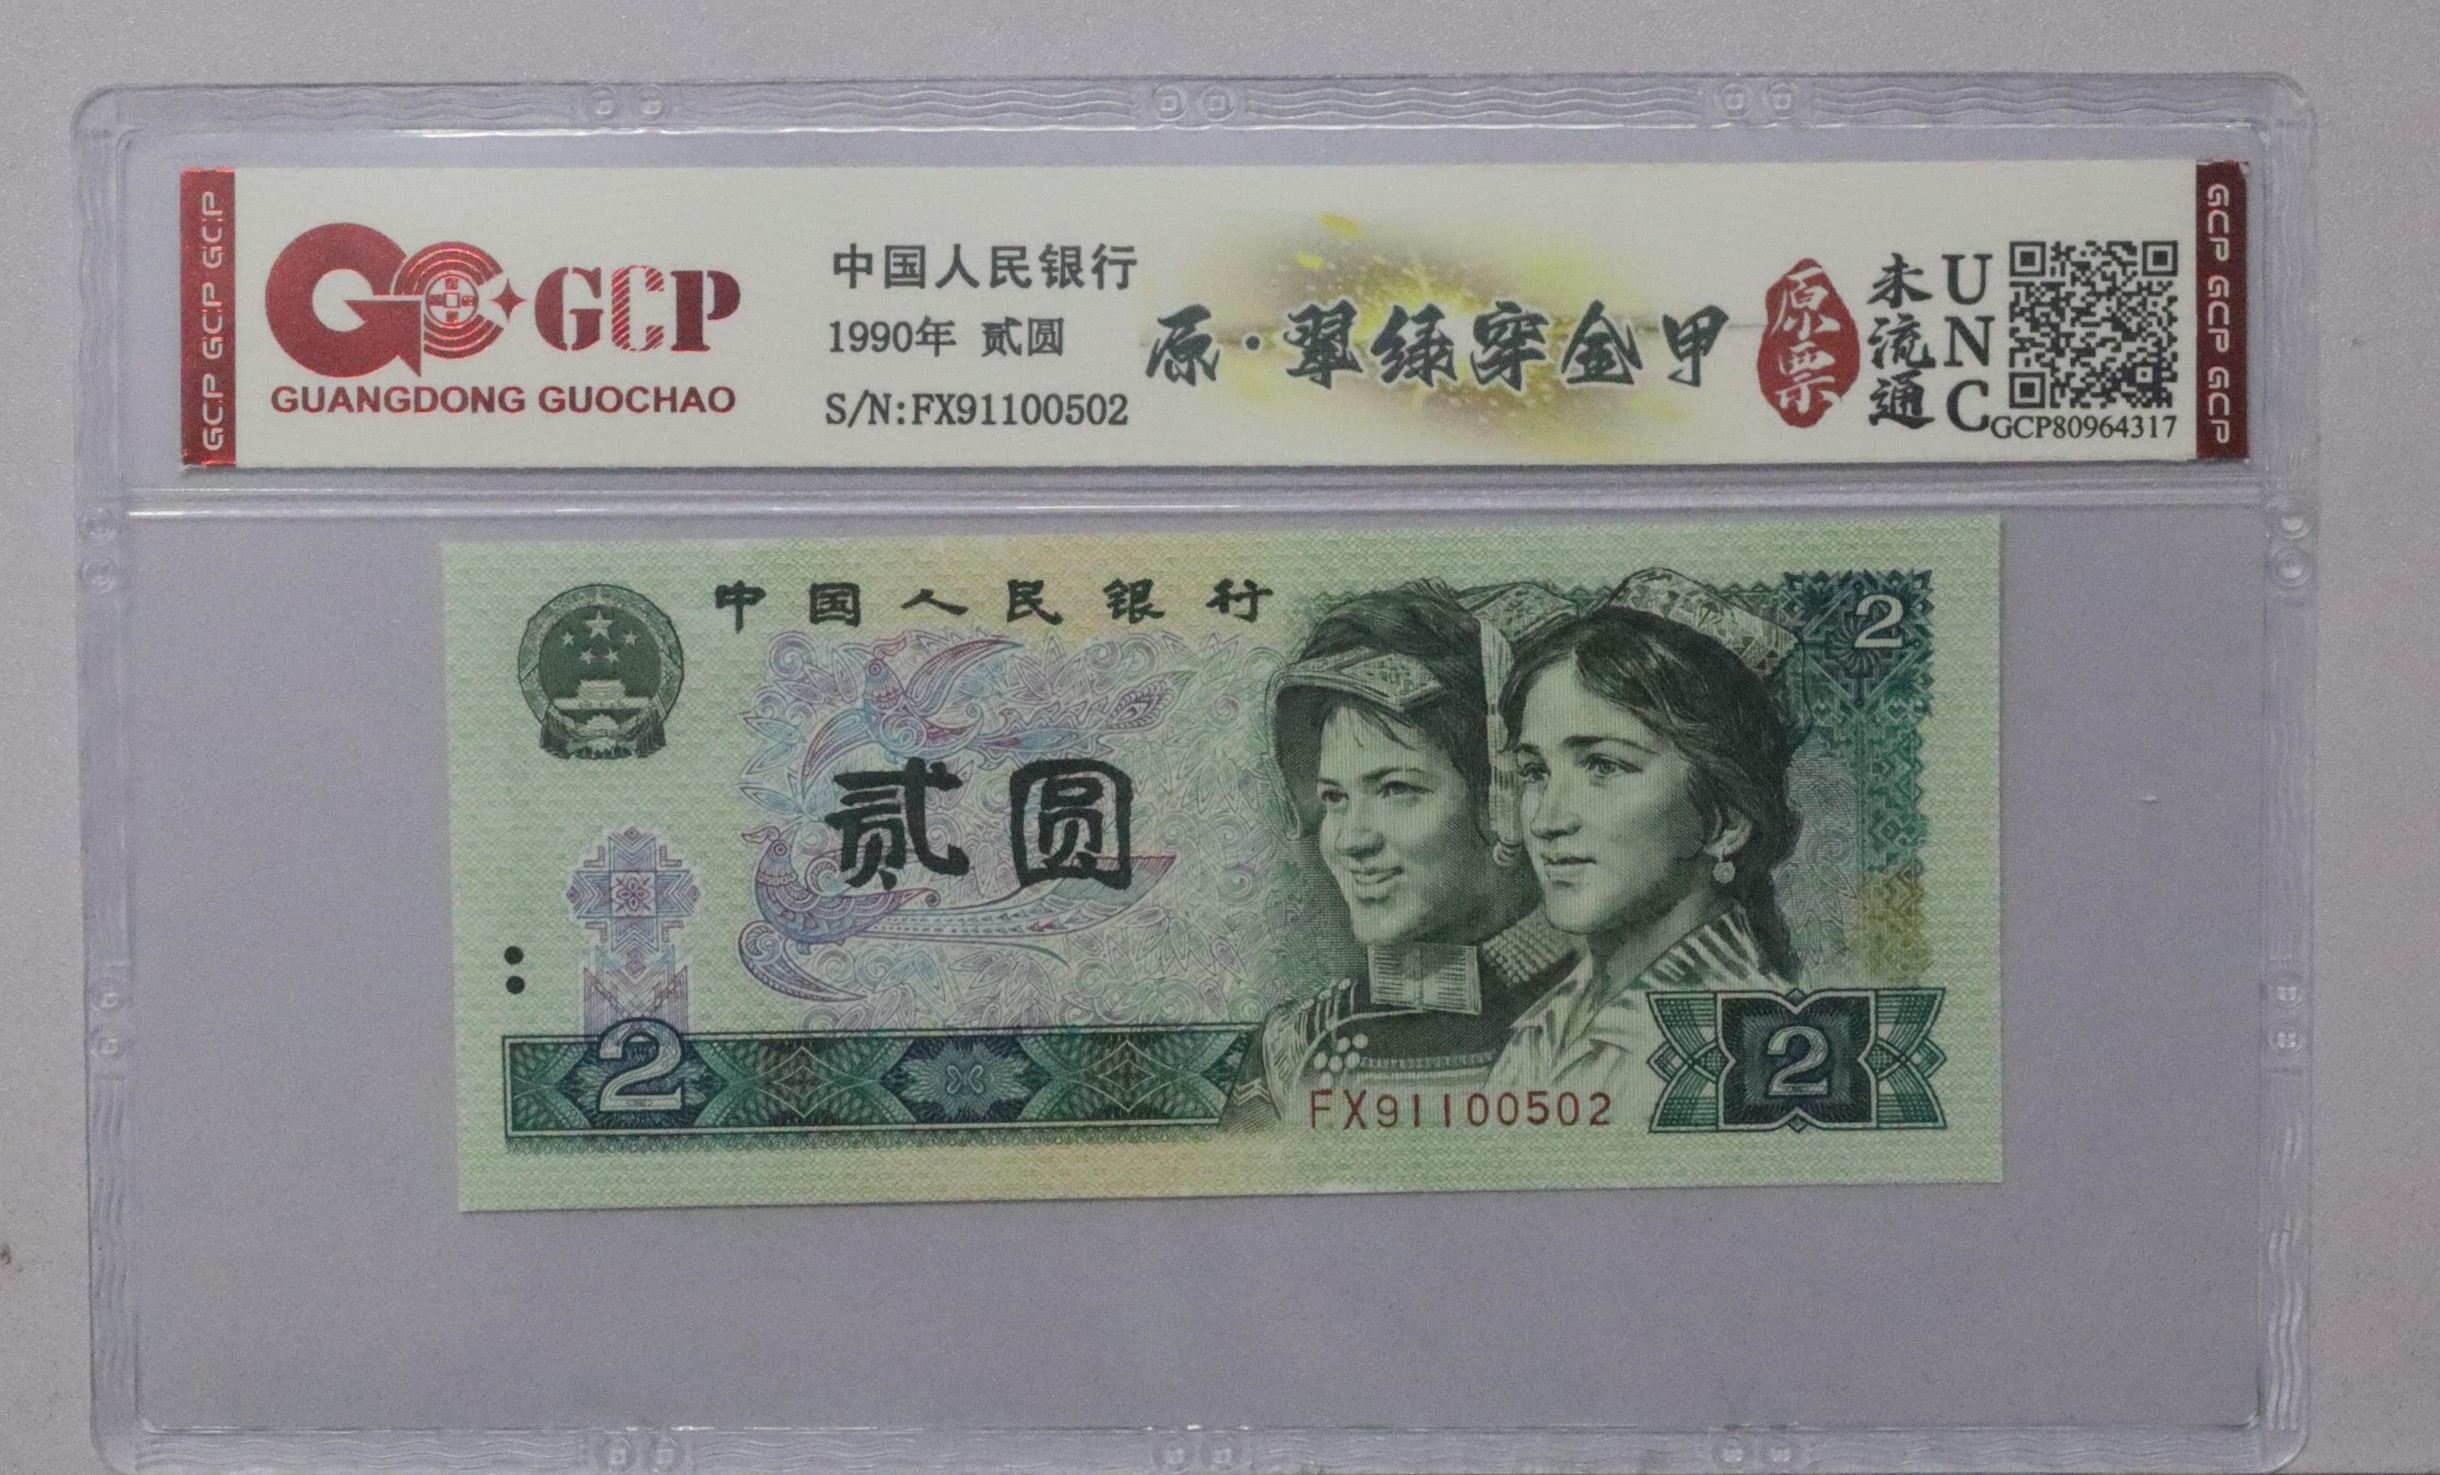 GCP GCP GCP
GCP
GUANGDONG GUOCHAO
中国人民银行
1990年 贰圆
S/N:FX91100502
原·翠绿穿金甲
原票
未流通
UNC
GCP80964317
GCP GCP GCP
中国人民银行
2
贰圆
2
FX91100502
2